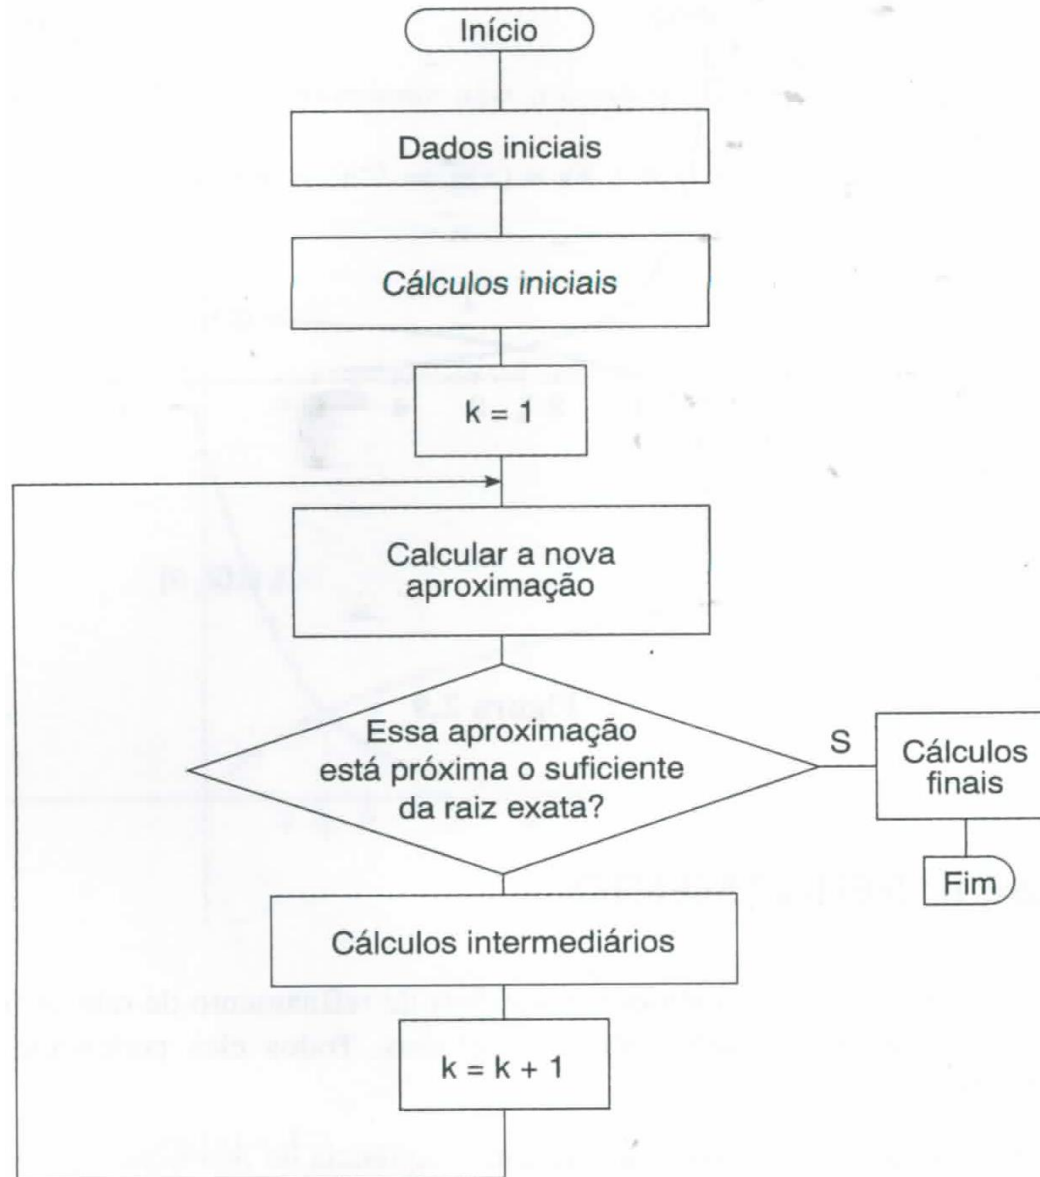 Início
Dados iniciais
Cálculos iniciais
k = 1
Calcular a nova
aproximação
Essa aproximação
está próxima o suficiente
da raiz exata?
S
Cálculos
finais
Fim
Cálculos intermediários
k = k + 1